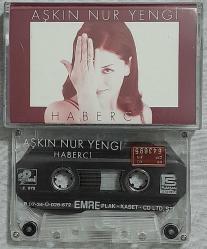 AŞKIN NUR YENGİ
HABERCİ
AŞKIN NUR YENGİ
HABERCİ
EMRE PLAK-KASET-CD LTD. ŞTİ